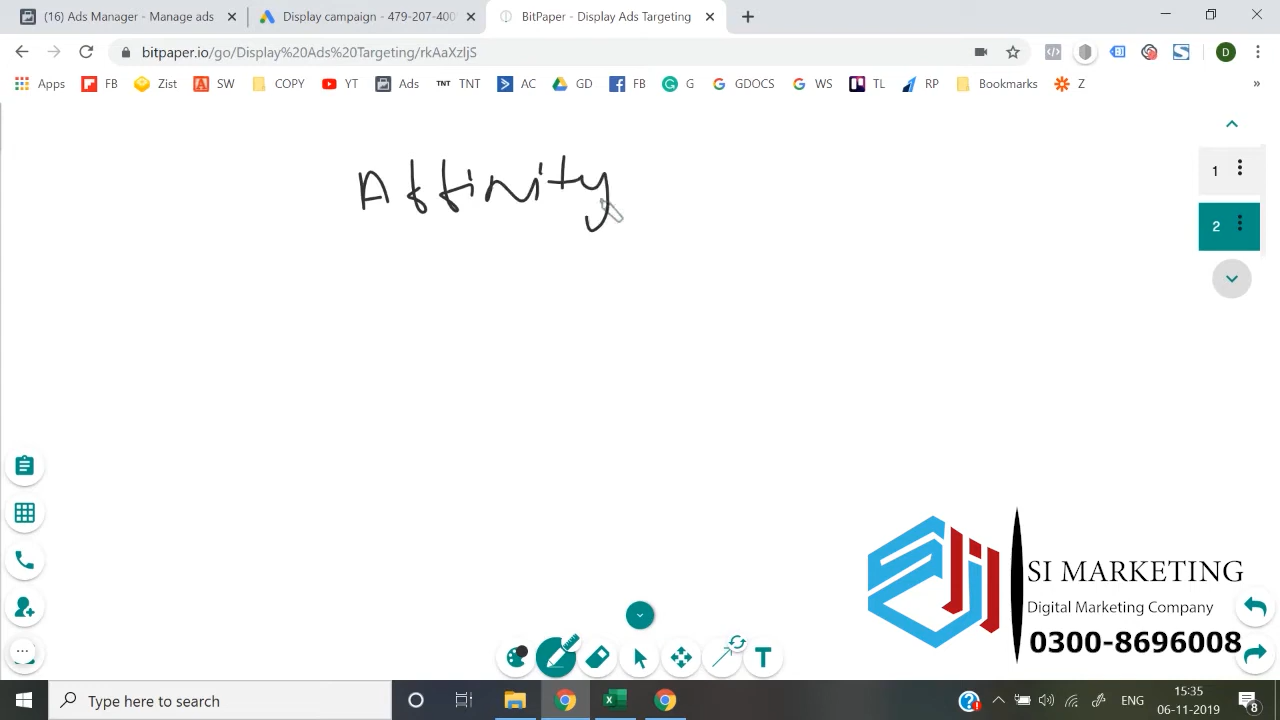 (16) Ads Manager - Manage ads
Display campaign - 479-207-400
BitPaper - Display Ads Targeting
bitpaper.io/go/Display%20Ads%20Targeting/rkAaXzljS
D
Apps FB Zist SW COPY YT Ads TNT TNT AC GD FB G GDOCS WS TL RP Bookmarks Z »
Affinity
1
2
SI MARKETING
Digital Marketing Company
0300-8696008
T
Type here to search
ENG
15:35
06-11-2019
8